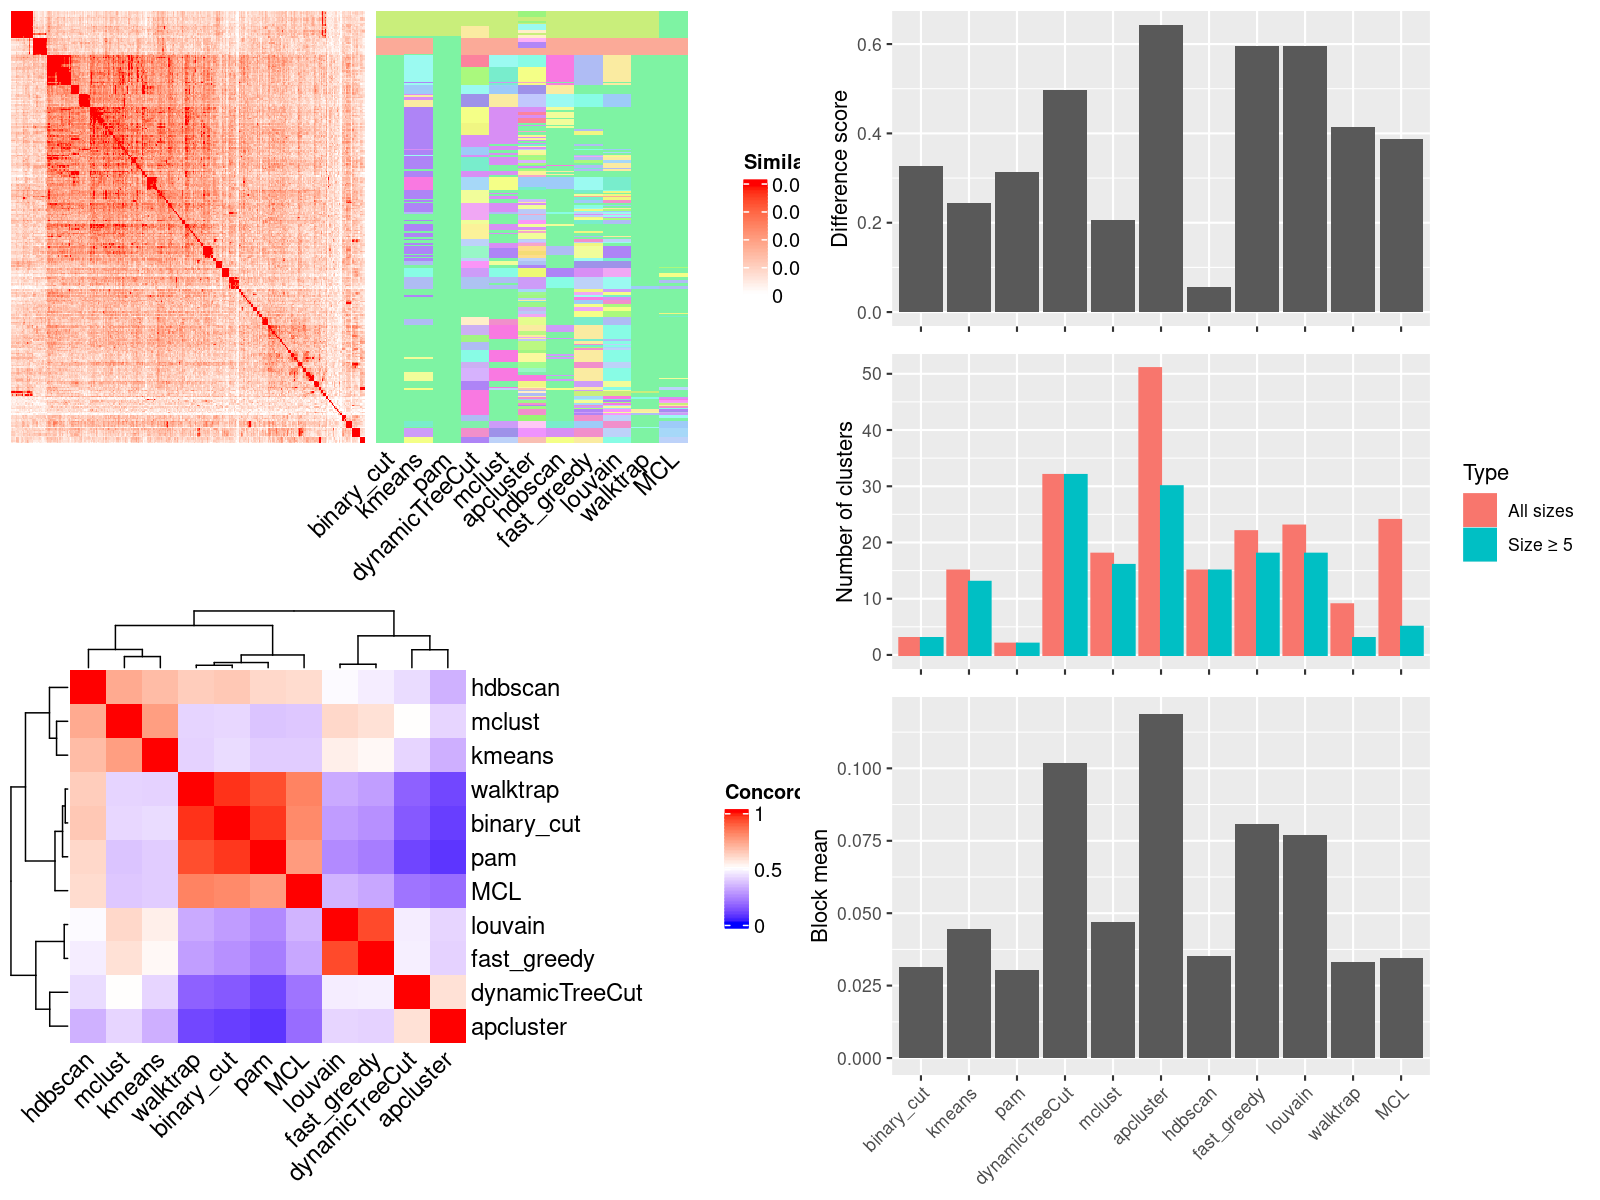 Simila
0.0
0.0
0.0
0.0
0
binary_cut
kmeans
pam
dynamicTreeCut
mclust
apcluster
hdbscan
fast_greedy
louvain
walktrap
MCL
hdbscan
mclust
kmeans
walktrap
binary_cut
pam
MCL
louvain
fast_greedy
dynamicTreeCut
apcluster
hdbscan
mclust
kmeans
walktrap
binary_cut
pam
MCL
louvain
fast_greedy
dynamicTreeCut
apcluster
Concord
1
0.5
0
Difference score
0.6
0.4
0.2
0.0
Number of clusters
50
40
30
20
10
0
Type
All sizes
Size ≥ 5
Block mean
0.100
0.075
0.050
0.025
0.000
binary_cut
kmeans
pam
dynamicTreeCut
mclust
apcluster
hdbscan
fast_greedy
louvain
walktrap
MCL